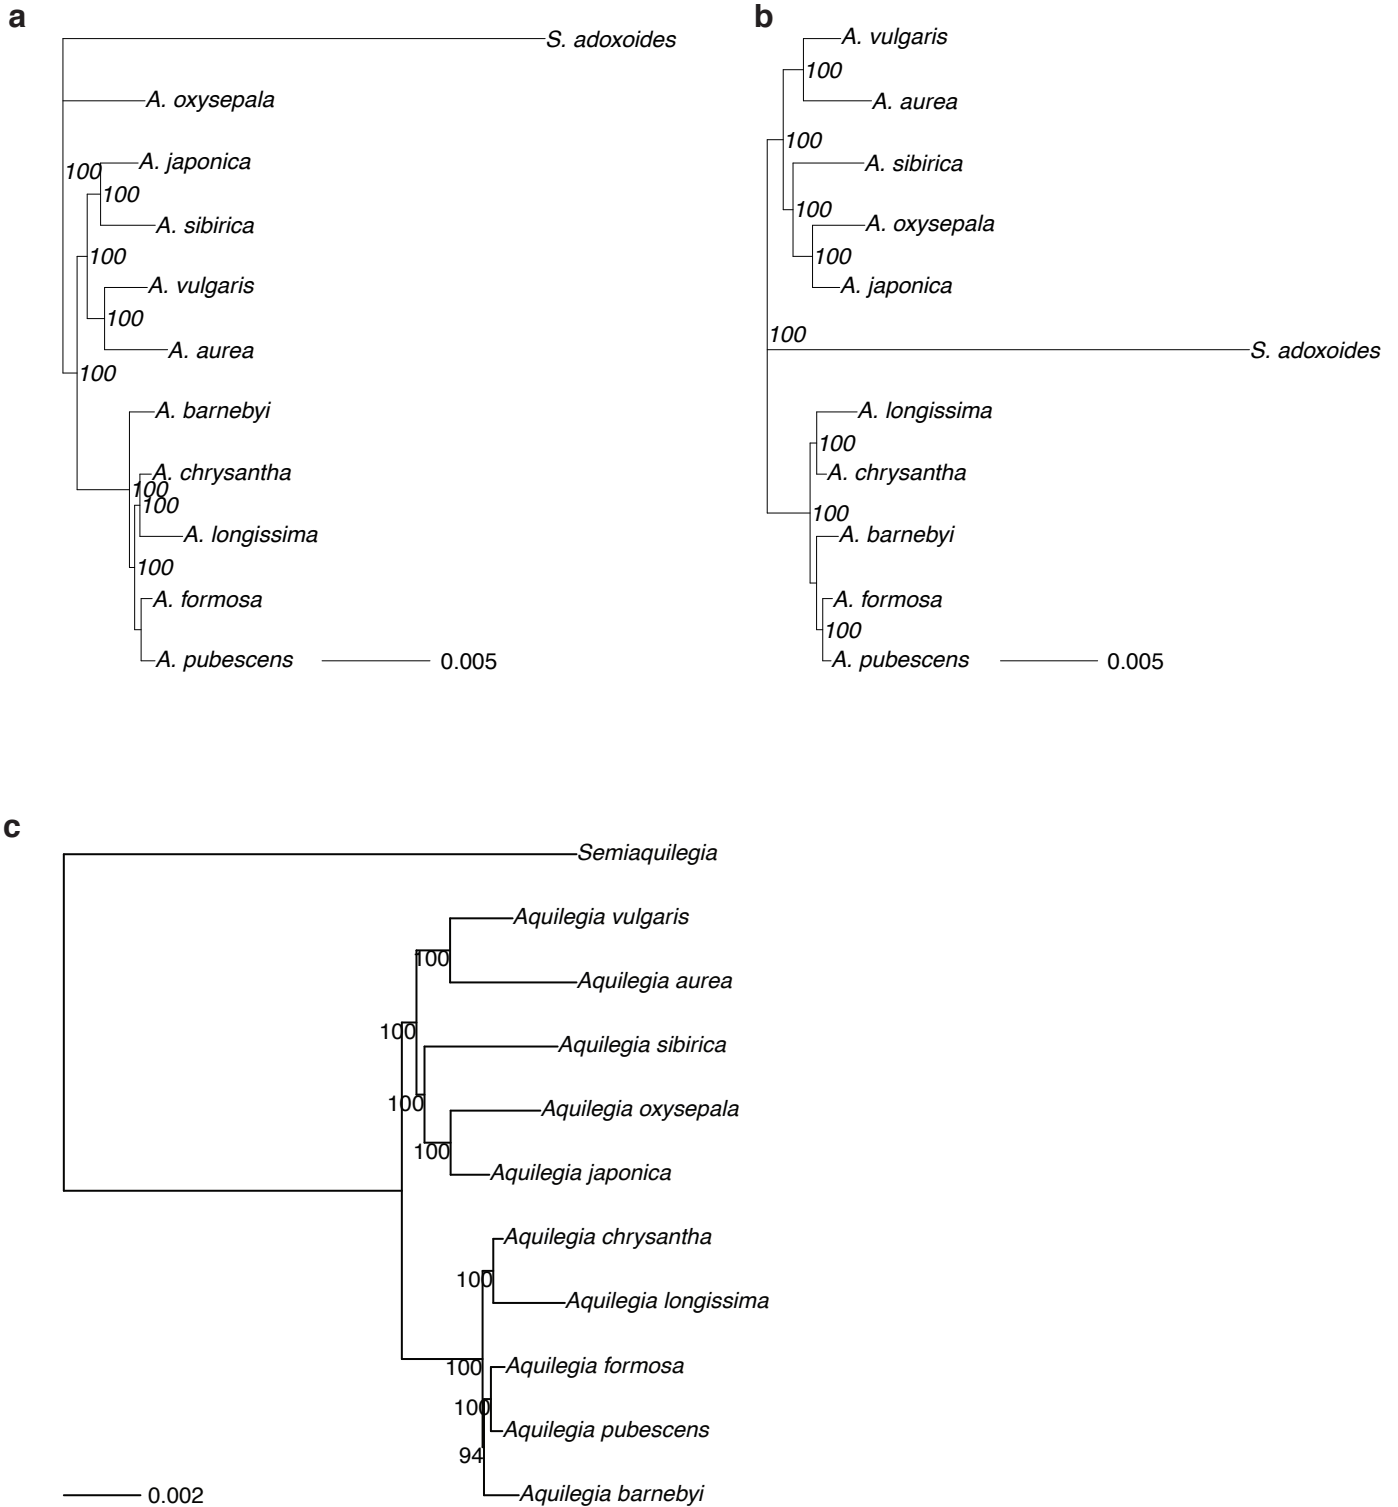 a
S. adoxoides
A. oxysepala
A. japonica
100
100
A. sibirica
100
A. vulgaris
100
A. aurea
100
A. barnebyi
A. chrysantha
100
100
A. longissima
100
A. formosa
A. pubescens
0.005
b
A. vulgaris
100
A. aurea
100
A. sibirica
100
A. oxysepala
100
A. japonica
100
S. adoxoides
A. longissima
100
A. chrysantha
100
A. barnebyi
A. formosa
100
A. pubescens
0.005
c
Semiaquilegia
Aquilegia vulgaris
100
Aquilegia aurea
100
Aquilegia sibirica
100
Aquilegia oxysepala
100
Aquilegia japonica
Aquilegia chrysantha
100
Aquilegia longissima
100
Aquilegia formosa
100
Aquilegia pubescens
94
Aquilegia barnebyi
0.002